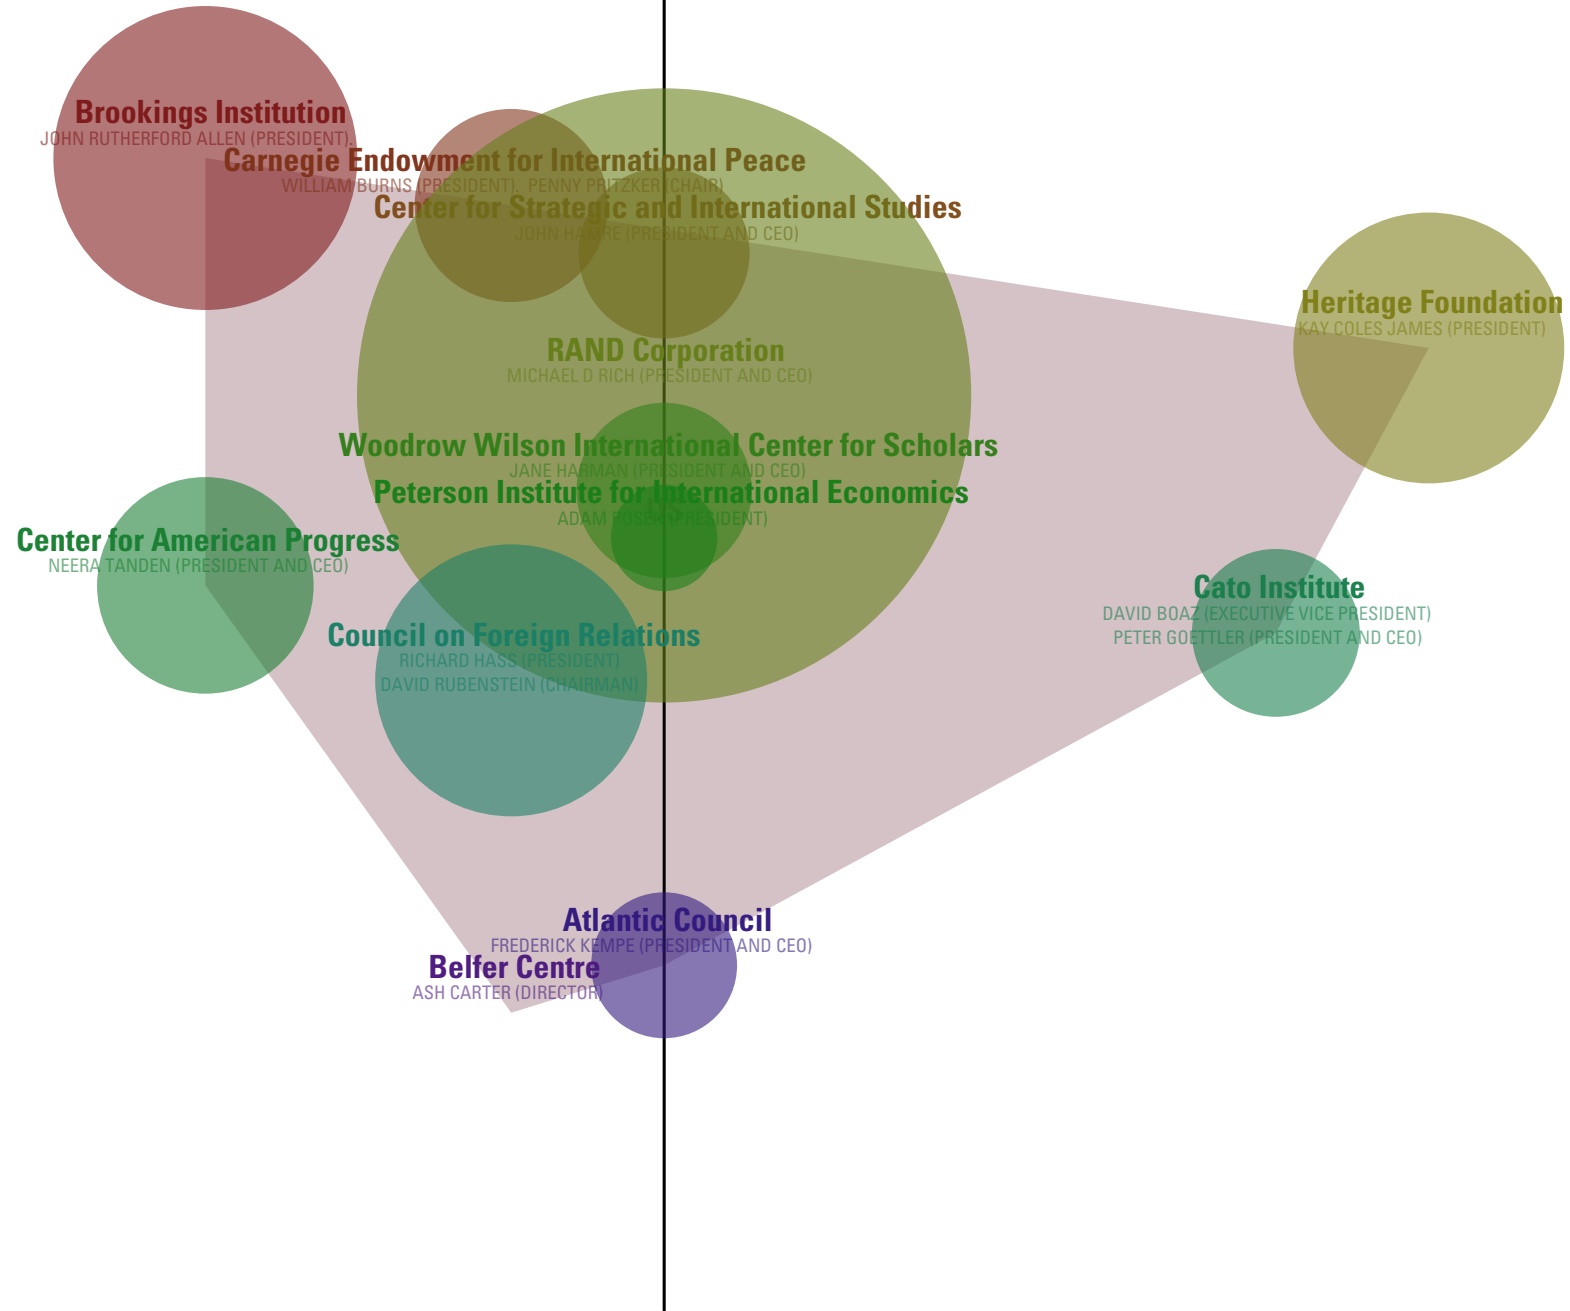 Brookings Institution
JOHN RUTHERFORD ALLEN (PRESIDENT).
Carnegie Endowment for International Peace
WILLIAM BURNS (PRESIDENT). PENNY PRITZKER (CHAIR)
Center for Strategic and International Studies
JOHN HAMRE (PRESIDENT AND CEO)
Heritage Foundation
KAY COLES JAMES (PRESIDENT)
RAND Corporation
MICHAEL D RICH (PRESIDENT AND CEO)
Woodrow Wilson International Center for Scholars
JANE HARMAN (PRESIDENT AND CEO)
Peterson Institute for International Economics
ADAM POSEN (PRESIDENT)
Center for American Progress
NEERA TANDEN (PRESIDENT AND CEO)
Cato Institute
DAVID BOAZ (EXECUTIVE VICE PRESIDENT)
PETER GOETTLER (PRESIDENT AND CEO)
Council on Foreign Relations
RICHARD HASS (PRESIDENT)
DAVID RUBENSTEIN (CHAIRMAN)
Atlantic Council
FREDERICK KEMPE (PRESIDENT AND CEO)
Belfer Centre
ASH CARTER (DIRECTOR)